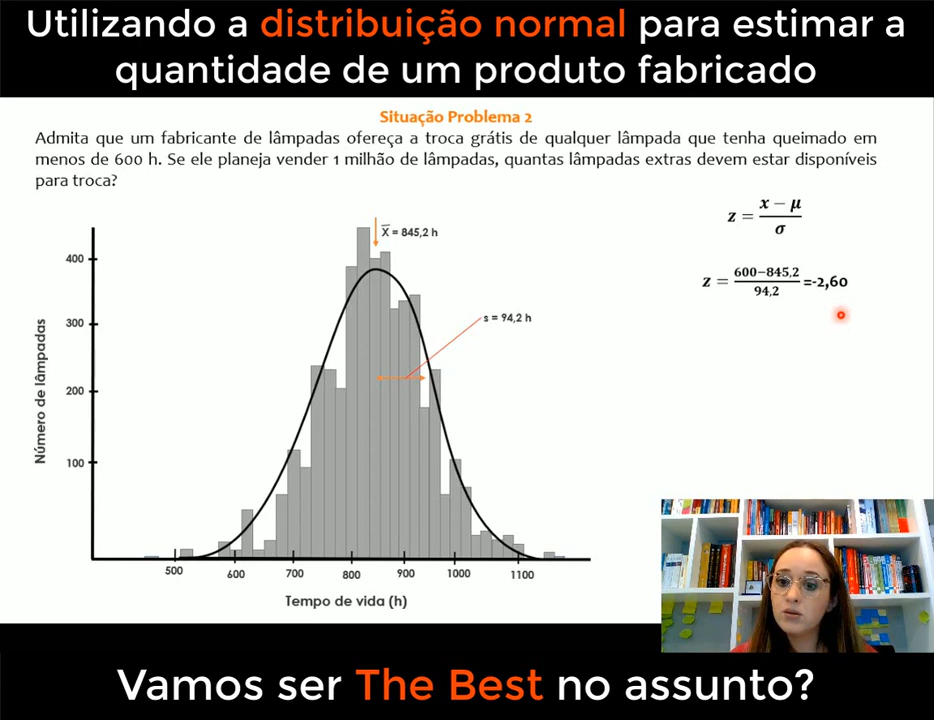 Utilizando a distribuição normal para estimar a
quantidade de um produto fabricado
Situação Problema 2
Admita que um fabricante de lâmpadas ofereça a troca grátis de qualquer lâmpada que tenha queimado em
menos de 600 h. Se ele planeja vender 1 milhão de lâmpadas, quantas lâmpadas extras devem estar disponíveis
para troca?
z = x − μ / σ
z = 600−845,2 / 94,2 =-2,60
X̅ = 845,2 h
s = 94,2 h
Número de lâmpadas
400
300
200
100
500 600 700 800 900 1000 1100
Tempo de vida (h)
Vamos ser The Best no assunto?